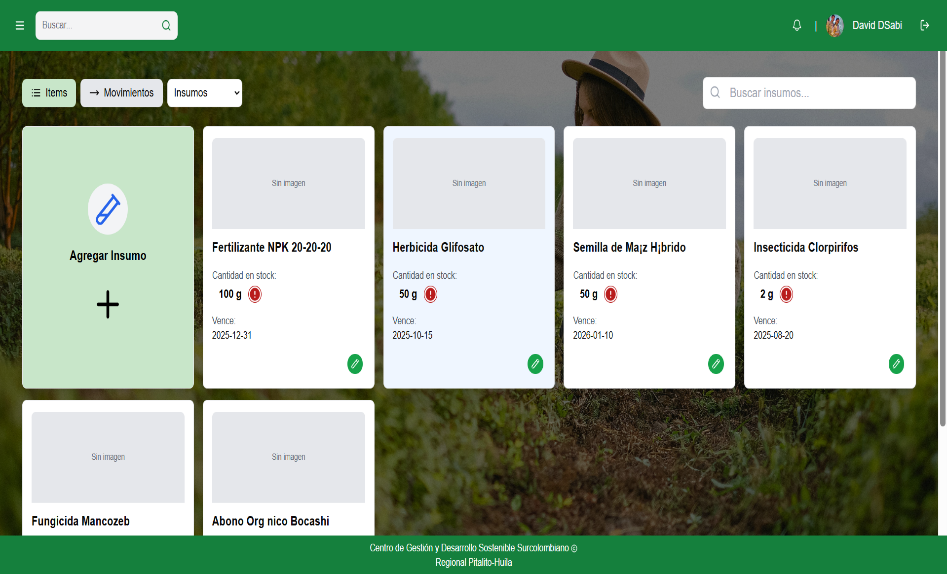 Buscar...
| David DSabi
Items
Movimientos
Insumos
Buscar insumos...
Agregar Insumo
Sin imagen
Fertilizante NPK 20-20-20
Cantidad en stock:
100 g
Vence:
2025-12-31
Sin imagen
Herbicida Glifosato
Cantidad en stock:
50 g
Vence:
2025-10-15
Sin imagen
Semilla de Ma¡z H¡brido
Cantidad en stock:
50 g
Vence:
2026-01-10
Sin imagen
Insecticida Clorpirifos
Cantidad en stock:
2 g
Vence:
2025-08-20
Sin imagen
Fungicida Mancozeb
Sin imagen
Abono Org nico Bocashi
Centro de Gestión y Desarrollo Sostenible Surcolombiano ©
Regional Pitalito-Huila